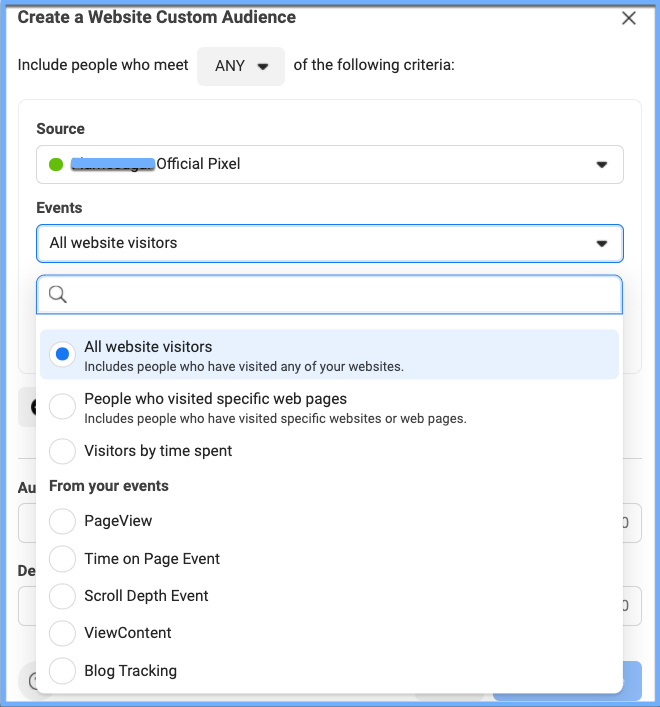 Create a Website Custom Audience
Include people who meet ANY of the following criteria:
Source
Official Pixel
Events
All website visitors
All website visitors
Includes people who have visited any of your websites.
People who visited specific web pages
Includes people who have visited specific websites or web pages.
Visitors by time spent
Au
From your events
PageView
0
Time on Page Event
De
Scroll Depth Event
0
ViewContent
Blog Tracking